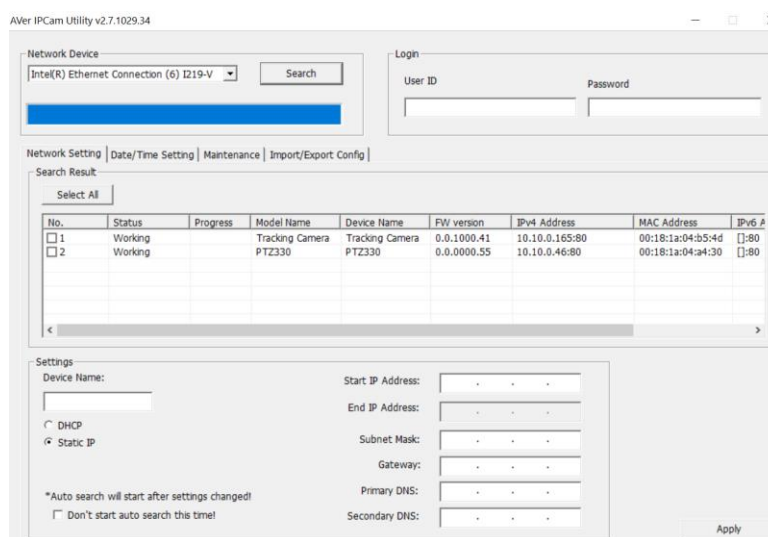 AVer IPCam Utility v2.7.1029.34
Network Device
Intel(R) Ethernet Connection (6) I219-V
Search
Login
User ID
Password
Network Setting Date/Time Setting Maintenance Import/Export Config
Search Result
Select All
No. Status Progress Model Name Device Name FW version IPv4 Address MAC Address IPv6 A
1 Working Tracking Camera Tracking Camera 0.0.1000.41 10.10.0.165:80 00:18:1a:04:b5:4d []:80
2 Working PTZ330 PTZ330 0.0.0000.55 10.10.0.46:80 00:18:1a:04:a4:30 []:80
Settings
Device Name:
DHCP
Static IP
*Auto search will start after settings changed!
Don't start auto search this time!
Start IP Address:
End IP Address:
Subnet Mask:
Gateway:
Primary DNS:
Secondary DNS:
Apply